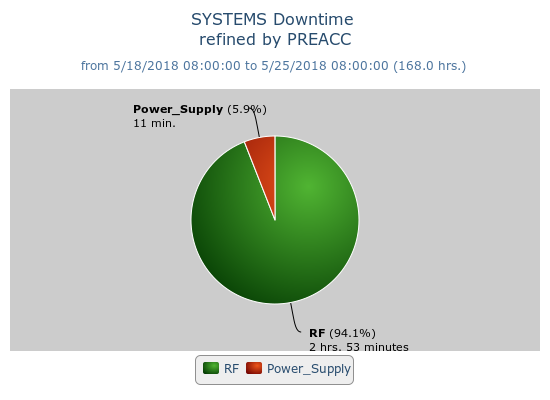 SYSTEMS Downtime
refined by PREACC
from 5/18/2018 08:00:00 to 5/25/2018 08:00:00 (168.0 hrs.)
Power_Supply (5.9%)
11 min.
RF (94.1%)
2 hrs. 53 minutes
RF Power_Supply